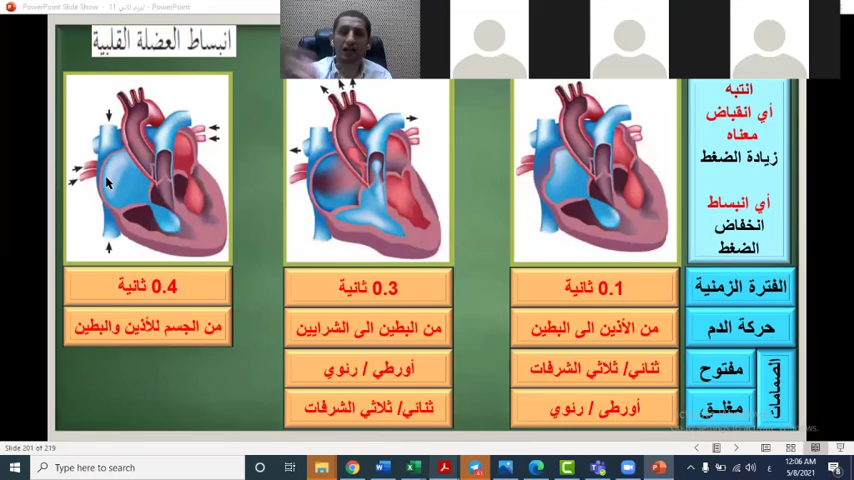 PowerPoint Slide Show - 11 ثاني تيرم - PowerPoint
انبساط العضلة القلبية
انتبه
أي انقباض
معناه
زيادة الضغط
أي انبساط
انخفاض
الضغط
الفترة الزمنية
0.1 ثانية
0.3 ثانية
0.4 ثانية
حركة الدم
من الأذين الى البطين
من البطين الى الشرايين
من الجسم للأذين والبطين
الصمامات
مفتوح
ثنائي/ ثلاثي الشرفات
أورطي / رئوي
مغلق
أورطى / رئوي
ثنائي/ ثلاثي الشرفات
Slide 201 of 219
Type here to search
12:06 AM
5/8/2021